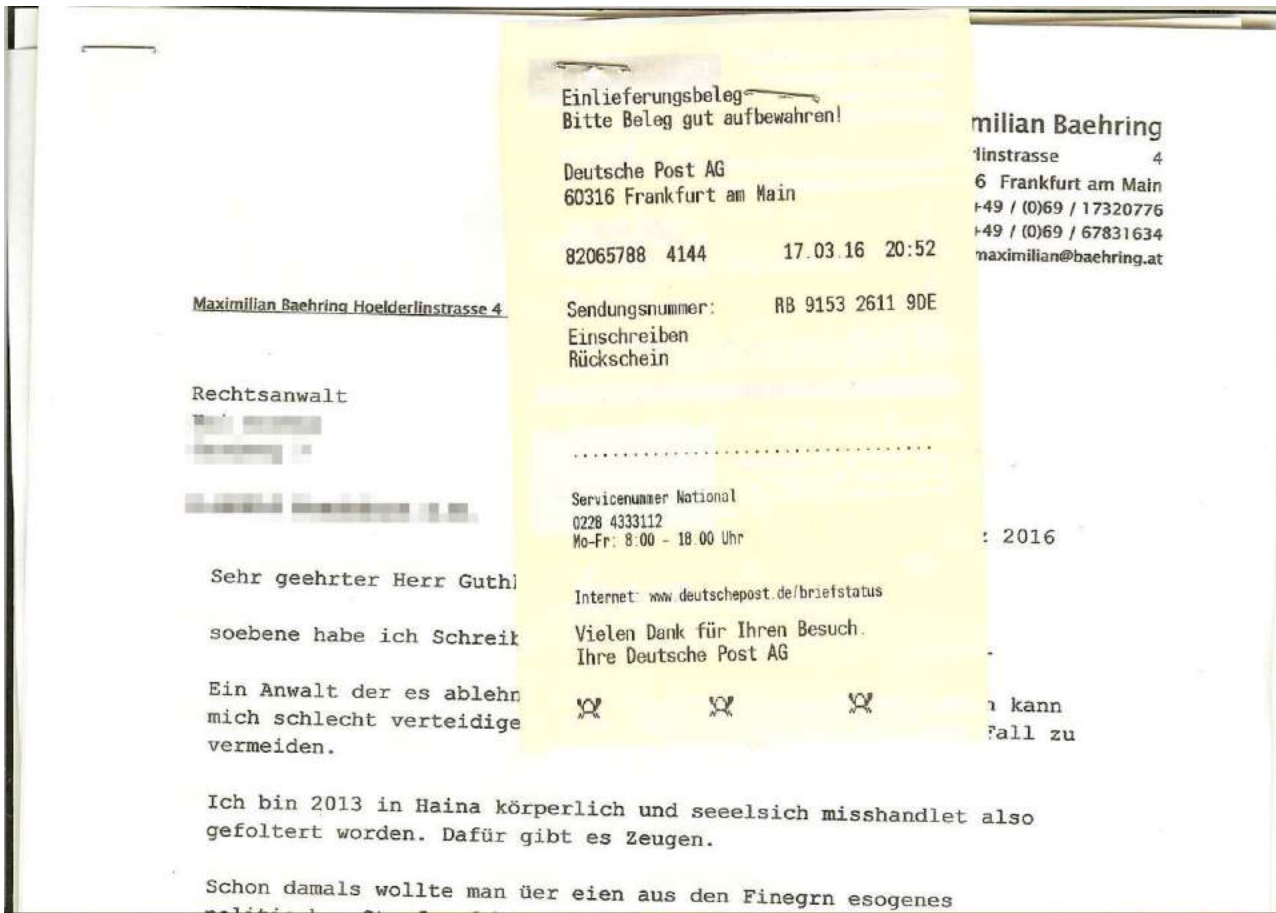 Einlieferungsbeleg
Bitte Beleg gut aufbewahren!
Deutsche Post AG
60316 Frankfurt am Main
82065788 4144 17.03.16 20:52
Sendungsnummer: RB 9153 2611 9DE
Einschreiben
Rückschein
Servicenummer National
0228 4333112
Mo-Fr: 8:00 - 18.00 Uhr
Internet: www.deutschepost.de/briefstatus
Vielen Dank für Ihren Besuch.
Ihre Deutsche Post AG
milian Baehring
linstrasse 4
6 Frankfurt am Main
+49 / (0)69 / 17320776
+49 / (0)69 / 67831634
maximilian@baehring.at
Maximilian Baehring Hoelderlinstrasse 4
Rechtsanwalt
2016
Sehr geehrter Herr Guth
soebene habe ich Schreib
Ein Anwalt der es ablehn
kann
mich schlecht verteidige
Fall zu
vermeiden.
Ich bin 2013 in Haina körperlich und seeelsich misshandlet also
gefoltert worden. Dafür gibt es Zeugen.
Schon damals wollte man üer eien aus den Finegrn esogenes